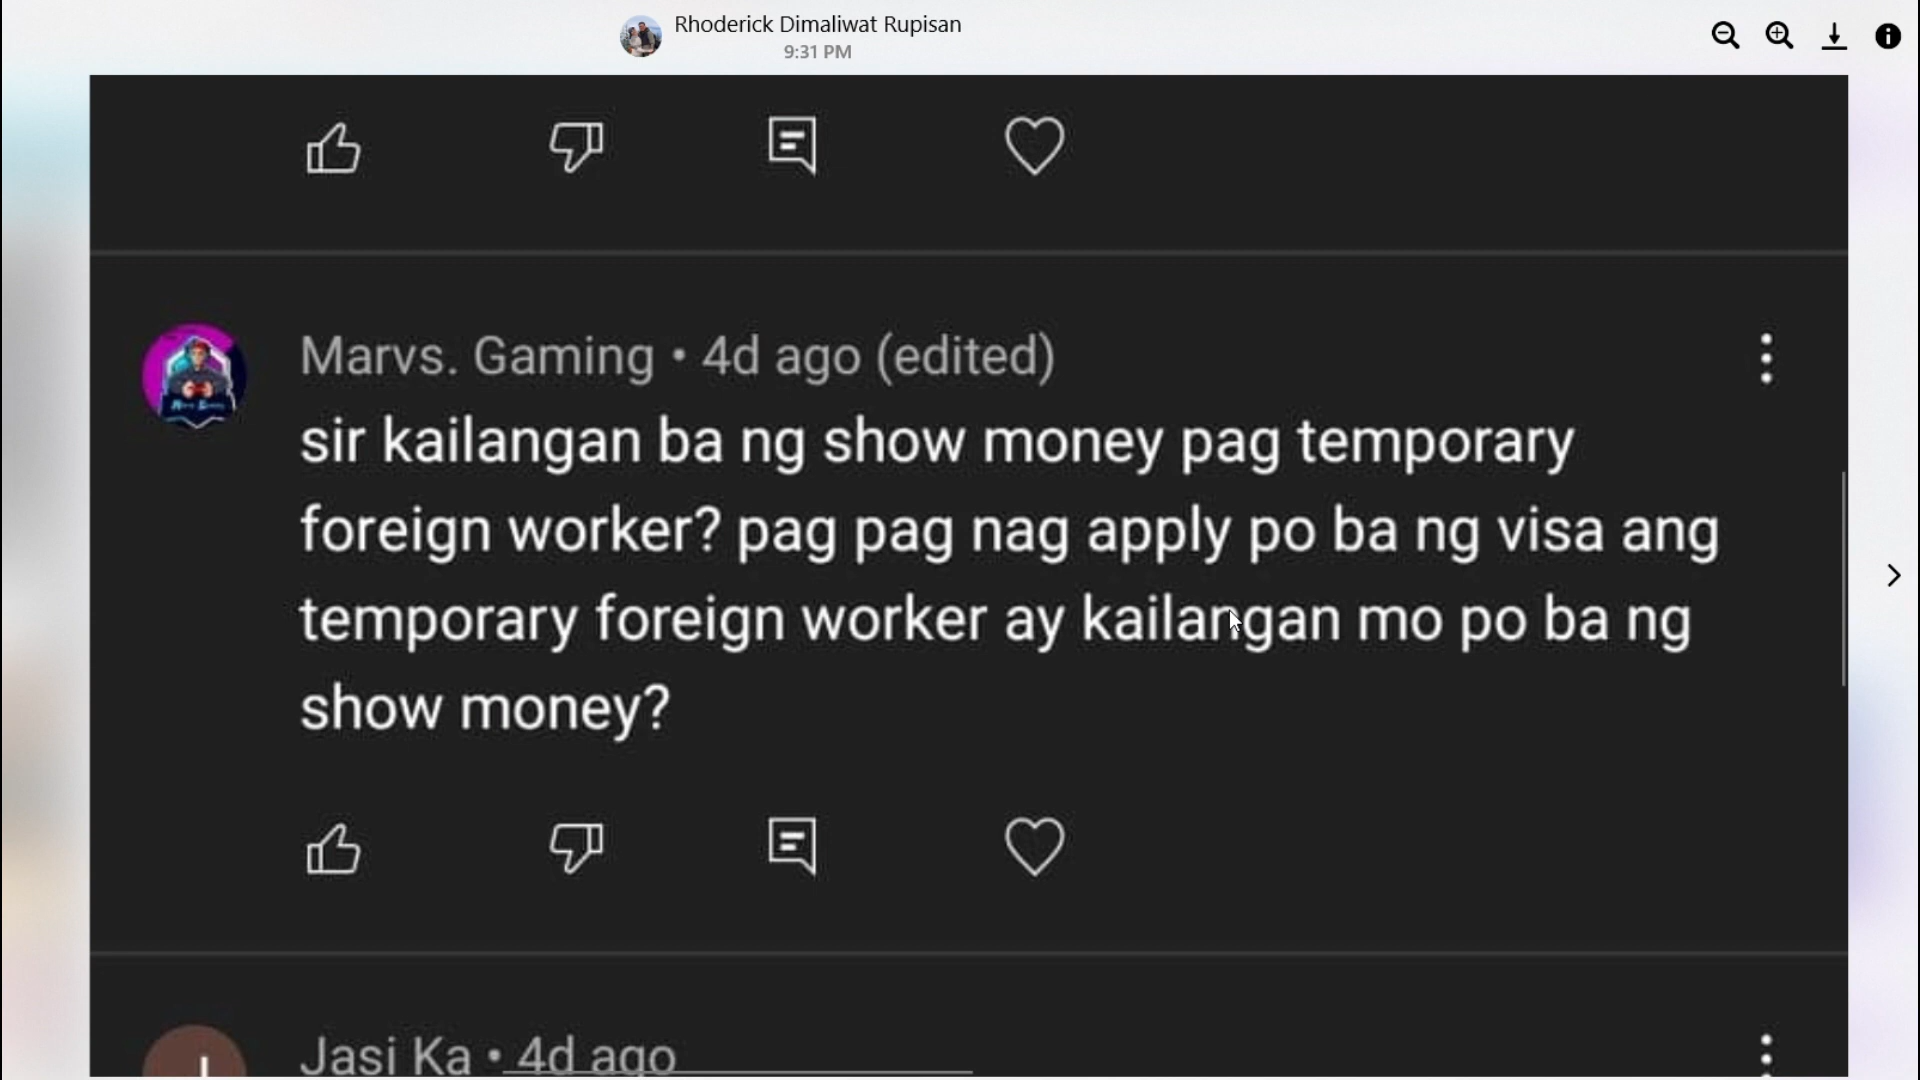 Rhoderick Dimaliwat Rupisan
9:31 PM
Marvs. Gaming • 4d ago (edited)
sir kailangan ba ng show money pag temporary
foreign worker? pag pag nag apply po ba ng visa ang
temporary foreign worker ay kailangan mo po ba ng
show money?
Jasi Ka • 4d ago